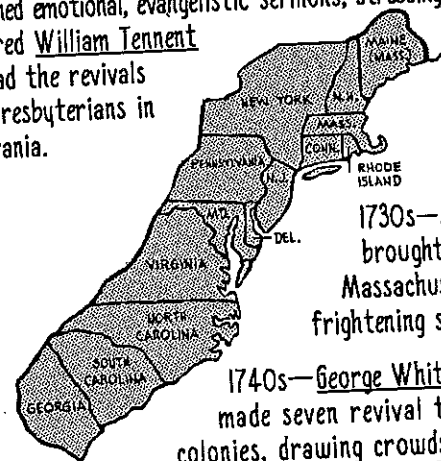 ned emotional, evangelistic sermons,
red William Tennent
ad the revivals
resbyterians in
ania.
MAINE
(MASS.)
NEW YORK
N.H.
MASS.
CONN.
RHODE
ISLAND
PENNSYLVANIA
N.J.
MD.
DEL.
VIRGINIA
NORTH
CAROLINA
SOUTH
CAROLINA
GEORGIA
1730s—
brought
Massachus
frightening s
1740s—George Whit
made seven revival t
colonies, drawing crowds